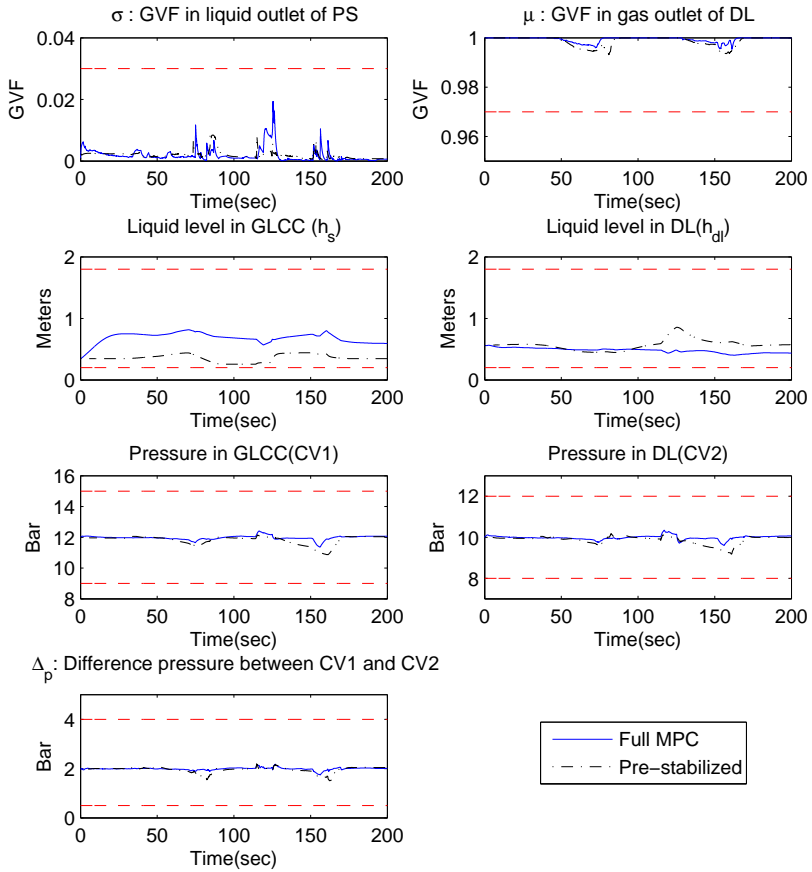 σ : GVF in liquid outlet of PS
0.04
0.02
0
GVF
0 50 100 150 200
Time(sec)
μ : GVF in gas outlet of DL
1
0.98
0.96
GVF
0 50 100 150 200
Time(sec)
Liquid level in GLCC (h_s)
2
1
0
Meters
0 50 100 150 200
Time(sec)
Liquid level in DL(h_dl)
2
1
0
Meters
0 50 100 150 200
Time(sec)
Pressure in GLCC(CV1)
16
14
12
10
8
Bar
0 50 100 150 200
Time(sec)
Pressure in DL(CV2)
12
10
8
Bar
0 50 100 150 200
Time(sec)
Δ_p: Difference pressure between CV1 and CV2
4
2
0
Bar
0 50 100 150 200
Time(sec)
Full MPC
Pre−stabilized